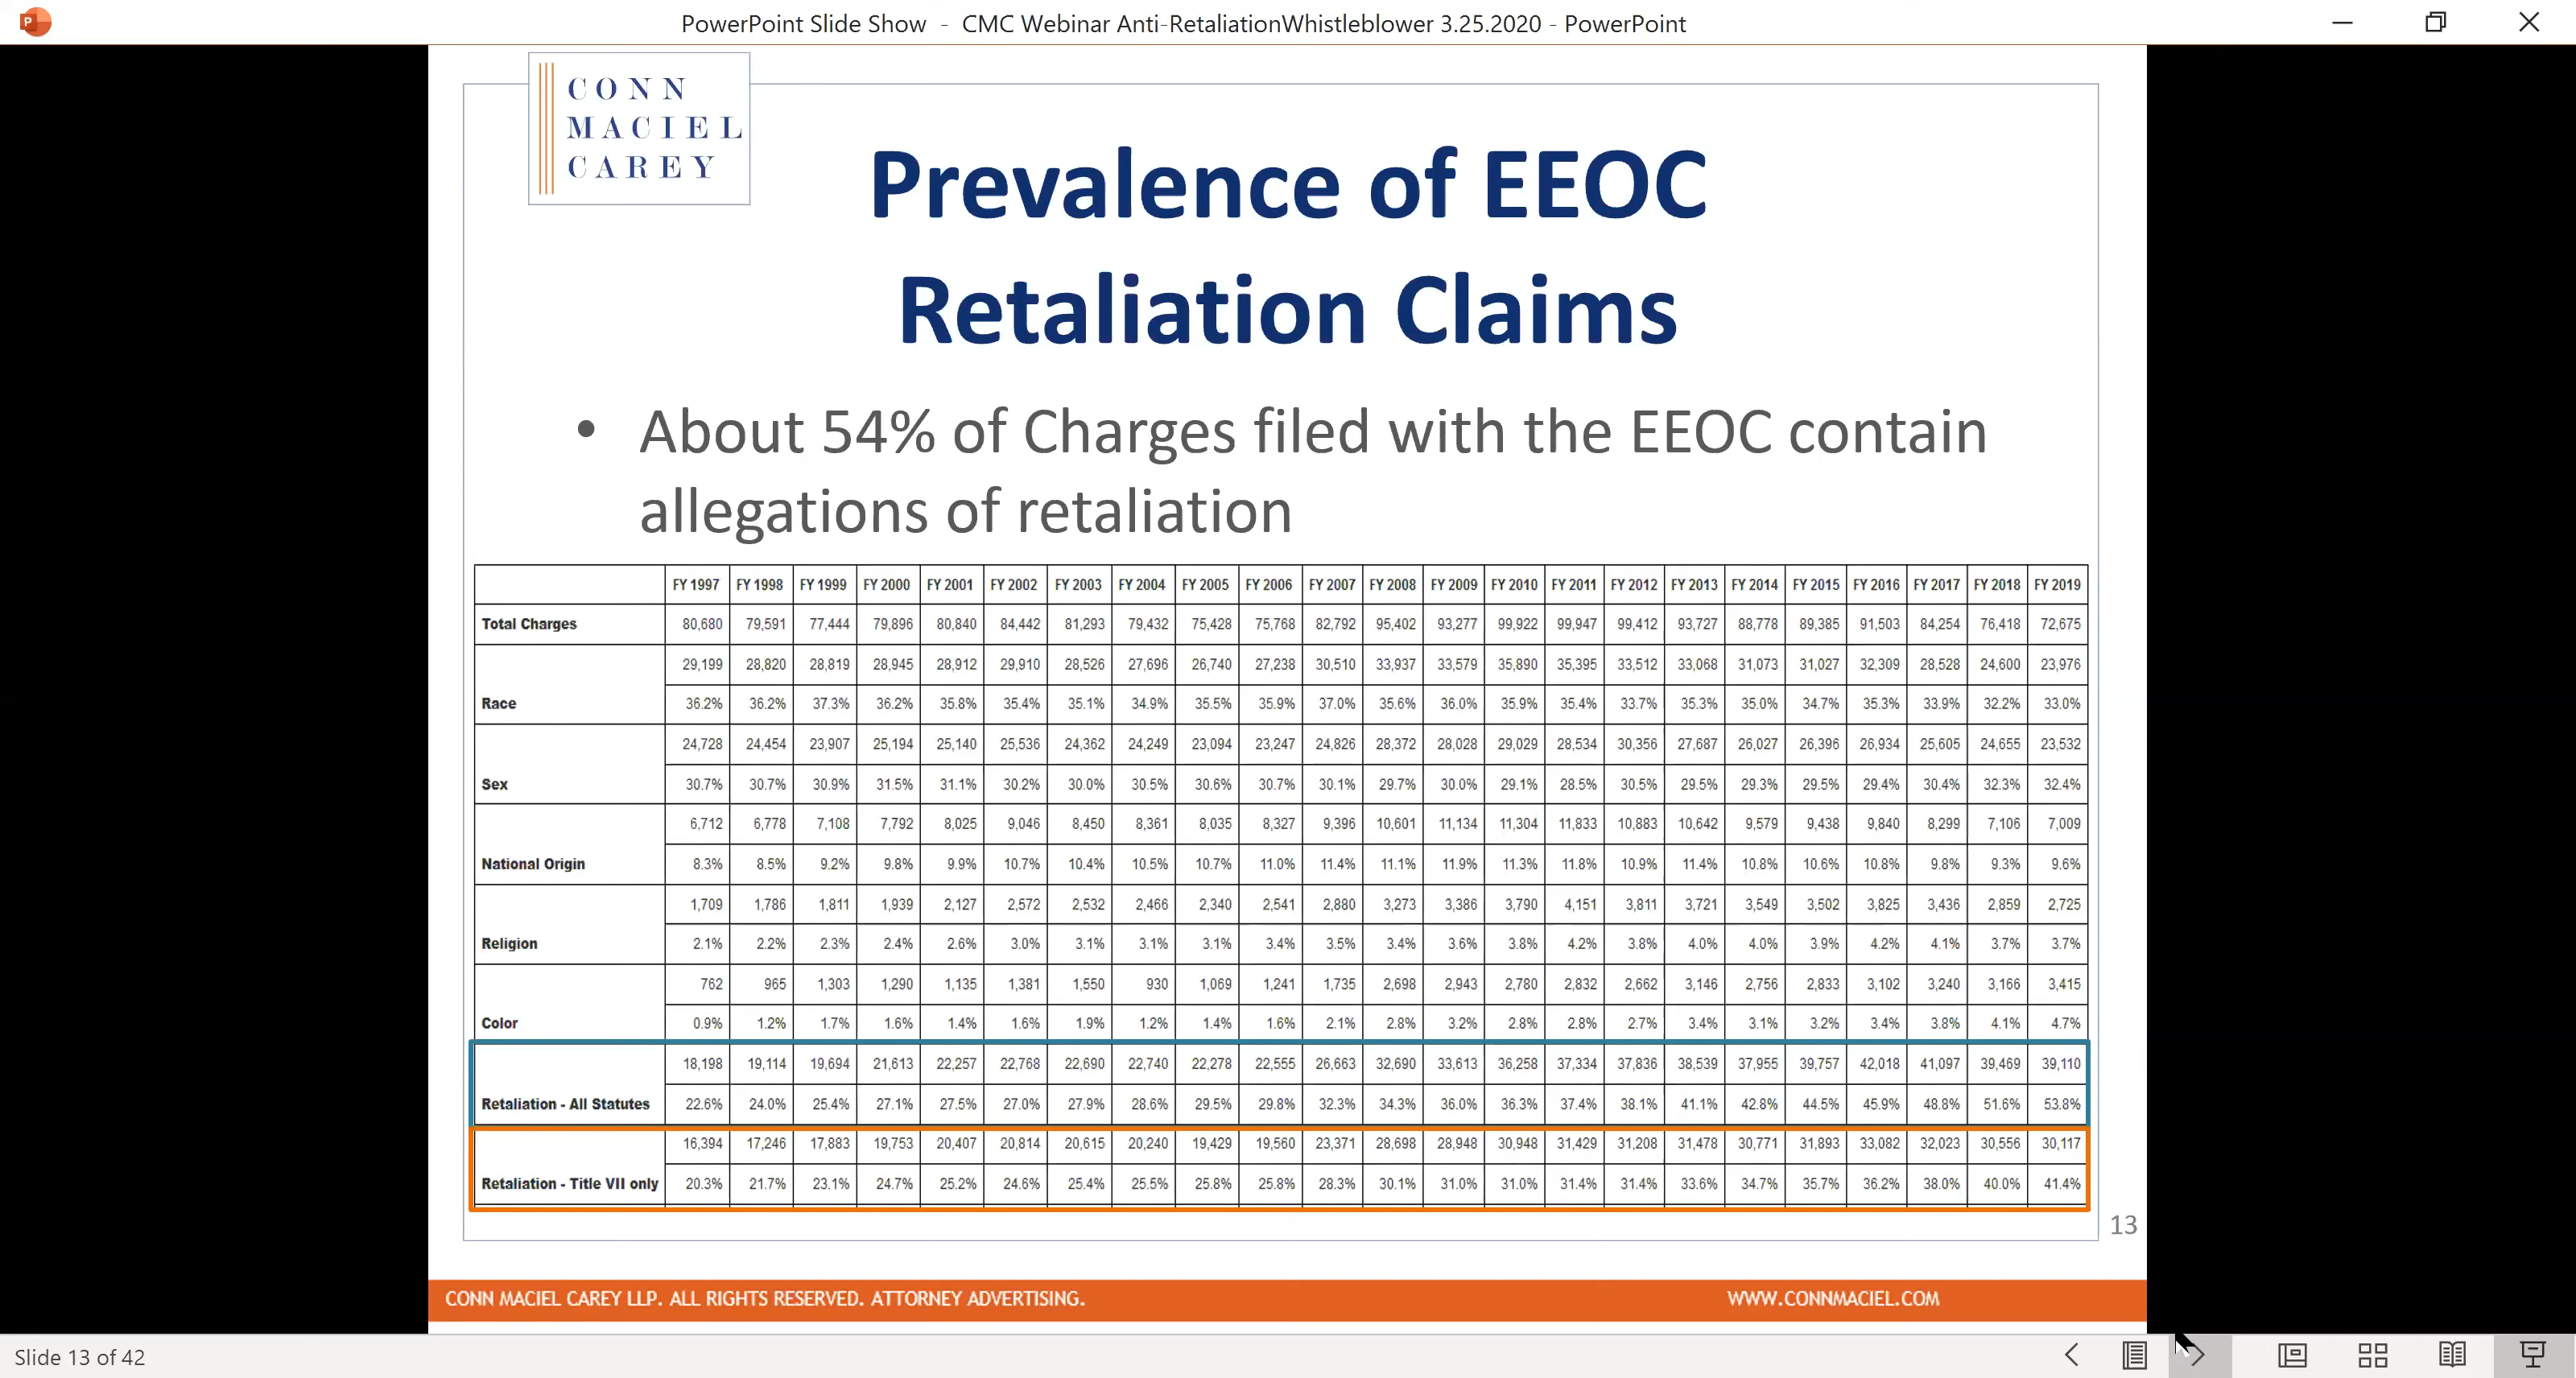 PowerPoint Slide Show - CMC Webinar Anti-RetaliationWhistleblower 3.25.2020 - PowerPoint
CONN
MACIEL
CAREY
Prevalence of EEOC
Retaliation Claims
• About 54% of Charges filed with the EEOC contain
allegations of retaliation
FY 1997 FY 1998 FY 1999 FY 2000 FY 2001 FY 2002 FY 2003 FY 2004 FY 2005 FY 2006 FY 2007 FY 2008 FY 2009 FY 2010 FY 2011 FY 2012 FY 2013 FY 2014 FY 2015 FY 2016 FY 2017 FY 2018 FY 2019
Total Charges 80,680 79,591 77,444 79,896 80,840 84,442 81,293 79,432 75,428 75,768 82,792 95,402 93,277 99,922 99,947 99,412 93,727 88,778 89,385 91,503 84,254 76,418 72,675
29,199 28,820 28,819 28,945 28,912 29,910 28,526 27,696 26,740 27,238 30,510 33,937 33,579 35,890 35,395 33,512 33,068 31,073 31,027 32,309 28,528 24,600 23,976
Race 36.2% 36.2% 37.3% 36.2% 35.8% 35.4% 35.1% 34.9% 35.5% 35.9% 37.0% 35.6% 36.0% 35.9% 35.4% 33.7% 35.3% 35.0% 34.7% 35.3% 33.9% 32.2% 33.0%
24,728 24,454 23,907 25,194 25,140 25,536 24,362 24,249 23,094 23,247 24,826 28,372 28,028 29,029 28,534 30,356 27,687 26,027 26,396 26,934 25,605 24,655 23,532
Sex 30.7% 30.7% 30.9% 31.5% 31.1% 30.2% 30.0% 30.5% 30.6% 30.7% 30.1% 29.7% 30.0% 29.1% 28.5% 30.5% 29.5% 29.3% 29.5% 29.4% 30.4% 32.3% 32.4%
6,712 6,778 7,108 7,792 8,025 9,046 8,450 8,361 8,035 8,327 9,396 10,601 11,134 11,304 11,833 10,883 10,642 9,579 9,438 9,840 8,299 7,106 7,009
National Origin 8.3% 8.5% 9.2% 9.8% 9.9% 10.7% 10.4% 10.5% 10.7% 11.0% 11.4% 11.1% 11.9% 11.3% 11.8% 10.9% 11.4% 10.8% 10.6% 10.8% 9.8% 9.3% 9.6%
1,709 1,786 1,811 1,939 2,127 2,572 2,532 2,466 2,340 2,541 2,880 3,273 3,386 3,790 4,151 3,811 3,721 3,549 3,502 3,825 3,436 2,859 2,725
Religion 2.1% 2.2% 2.3% 2.4% 2.6% 3.0% 3.1% 3.1% 3.1% 3.4% 3.5% 3.4% 3.6% 3.8% 4.2% 3.8% 4.0% 4.0% 3.9% 4.2% 4.1% 3.7% 3.7%
762 965 1,303 1,290 1,135 1,381 1,550 930 1,069 1,241 1,735 2,698 2,943 2,780 2,832 2,662 3,146 2,756 2,833 3,102 3,240 3,166 3,415
Color 0.9% 1.2% 1.7% 1.6% 1.4% 1.6% 1.9% 1.2% 1.4% 1.6% 2.1% 2.8% 3.2% 2.8% 2.8% 2.7% 3.4% 3.1% 3.2% 3.4% 3.8% 4.1% 4.7%
18,198 19,114 19,694 21,613 22,257 22,768 22,690 22,740 22,278 22,555 26,663 32,690 33,613 36,258 37,334 37,836 38,539 37,955 39,757 42,018 41,097 39,469 39,110
Retaliation - All Statutes 22.6% 24.0% 25.4% 27.1% 27.5% 27.0% 27.9% 28.6% 29.5% 29.8% 32.3% 34.3% 36.0% 36.3% 37.4% 38.1% 41.1% 42.8% 44.5% 45.9% 48.8% 51.6% 53.8%
16,394 17,246 17,883 19,753 20,407 20,814 20,615 20,240 19,429 19,560 23,371 28,698 28,948 30,948 31,429 31,208 31,478 30,771 31,893 33,082 32,023 30,556 30,117
Retaliation - Title VII only 20.3% 21.7% 23.1% 24.7% 25.2% 24.6% 25.4% 25.5% 25.8% 25.8% 28.3% 30.1% 31.0% 31.0% 31.4% 31.4% 33.6% 34.7% 35.7% 36.2% 38.0% 40.0% 41.4%
13
CONN MACIEL CAREY LLP. ALL RIGHTS RESERVED. ATTORNEY ADVERTISING. WWW.CONNMACIEL.COM
Slide 13 of 42